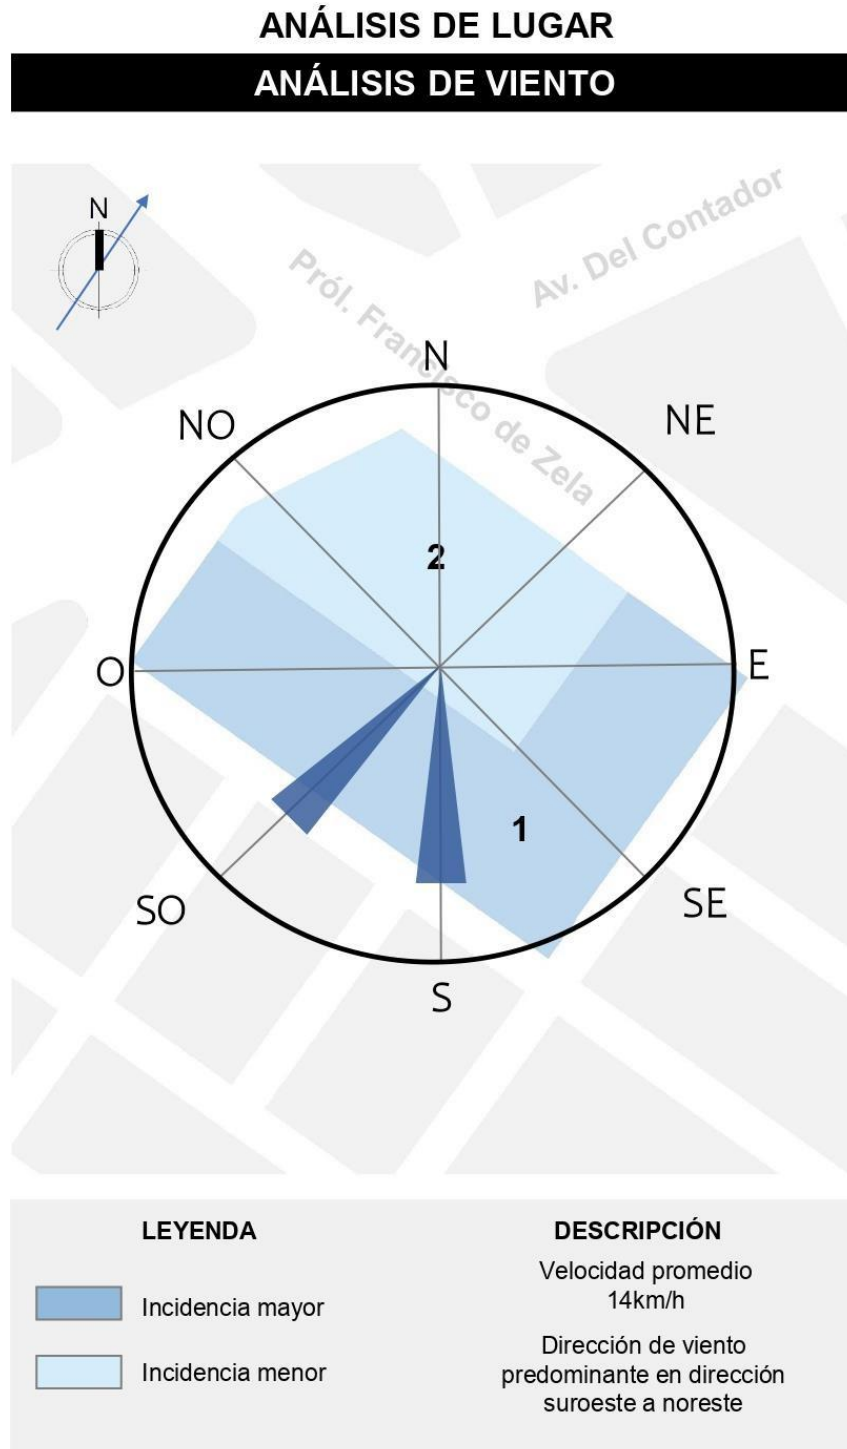 ANÁLISIS DE LUGAR
ANÁLISIS DE VIENTO
N
Av. Del Contador
Pról. Francisco de Zela
N
NO
NE
2
O
E
1
SO
SE
S
LEYENDA
Incidencia mayor
Incidencia menor
DESCRIPCIÓN
Velocidad promedio
14km/h
Dirección de viento
predominante en dirección
suroeste a noreste